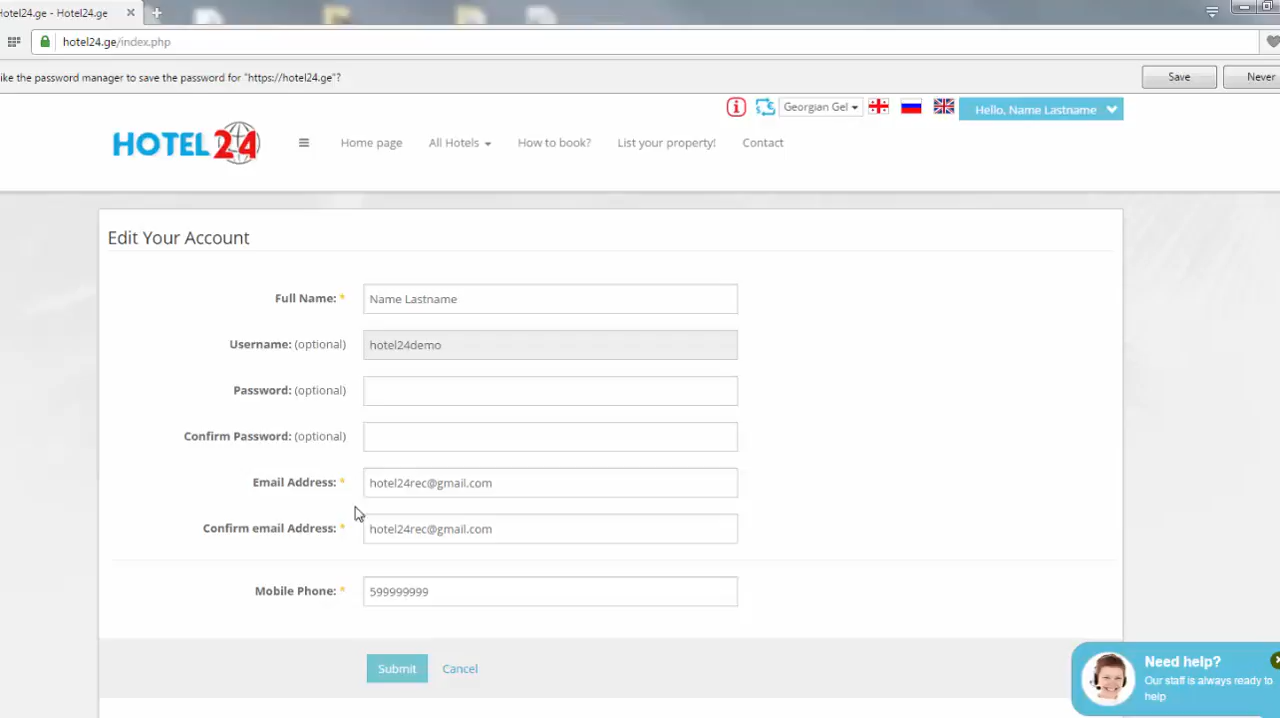 otel24.ge - Hotel24.ge
hotel24.ge/index.php
ike the password manager to save the password for "https://hotel24.ge"?
Save
Never
Georgian Gel
Hello, Name Lastname
HOTEL 24
Home page
All Hotels
How to book?
List your property!
Contact
Edit Your Account
Full Name: *
Name Lastname
Username: (optional)
hotel24demo
Password: (optional)
Confirm Password: (optional)
Email Address: *
hotel24rec@gmail.com
Confirm email Address: *
hotel24rec@gmail.com
Mobile Phone: *
599999999
Submit
Cancel
Need help?
Our staff is always ready to
help